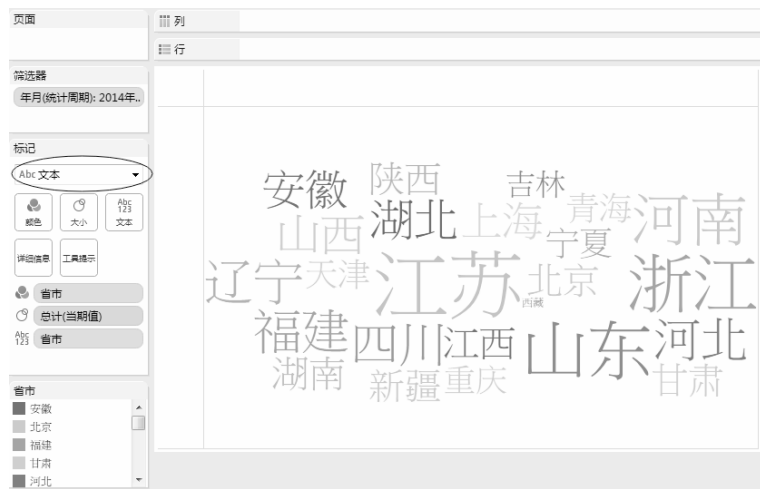 页面
列
行
筛选器
年月(统计周期): 2014年..
标记
Abc 文本
颜色
大小
Abc
123
文本
详细信息
工具提示
省市
总计(当期值)
Abc
123
省市
省市
安徽
北京
福建
甘肃
河北
安徽 陕西 吉林
山西 湖北 上海 青海 河南
宁夏
辽宁 天津 江苏 北京 浙江
西藏
福建 四川 江西 山东 河北
湖南 新疆 重庆 甘肃